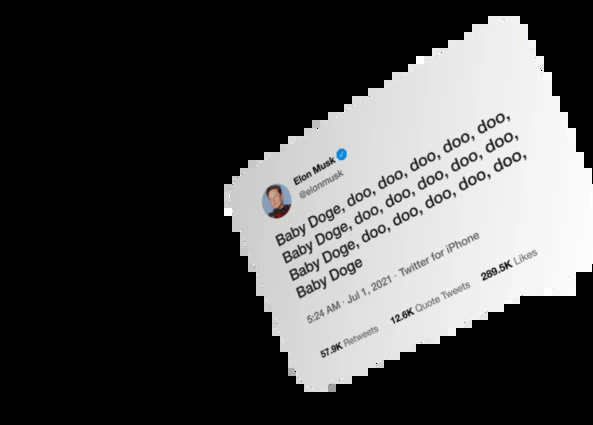 Elon Musk
@elonmusk
Baby Doge, doo, doo, doo, doo, doo,
Baby Doge, doo, doo, doo, doo, doo,
Baby Doge, doo, doo, doo, doo, doo,
Baby Doge
5:24 AM · Jul 1, 2021 · Twitter for iPhone
57.9K Retweets 12.6K Quote Tweets 289.5K Likes